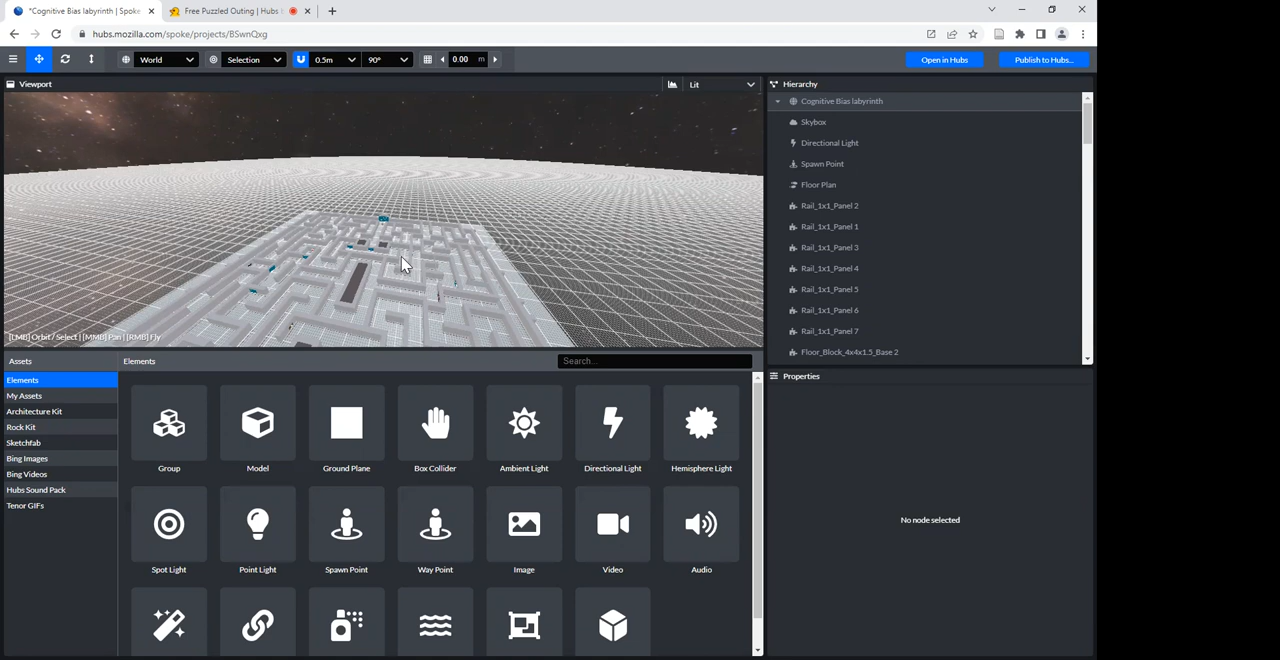 *Cognitive Bias labyrinth | Spoke
Free Puzzled Outing | Hubs
hubs.mozilla.com/spoke/projects/BSwnQxg
World
Selection
0.5m
90°
0.00 m
Open in Hubs
Publish to Hubs...
Viewport
Lit
[LMB] Orbit / Select | [MMB] Pan | [RMB] Fly
Hierarchy
Cognitive Bias labyrinth
Skybox
Directional Light
Spawn Point
Floor Plan
Rail_1x1_Panel 2
Rail_1x1_Panel 1
Rail_1x1_Panel 3
Rail_1x1_Panel 4
Rail_1x1_Panel 5
Rail_1x1_Panel 6
Rail_1x1_Panel 7
Floor_Block_4x4x1.5_Base 2
Assets
Elements
My Assets
Architecture Kit
Rock Kit
Sketchfab
Bing Images
Bing Videos
Hubs Sound Pack
Tenor GIFs
Elements
Search...
Group
Model
Ground Plane
Box Collider
Ambient Light
Directional Light
Hemisphere Light
Spot Light
Point Light
Spawn Point
Way Point
Image
Video
Audio
Properties
No node selected